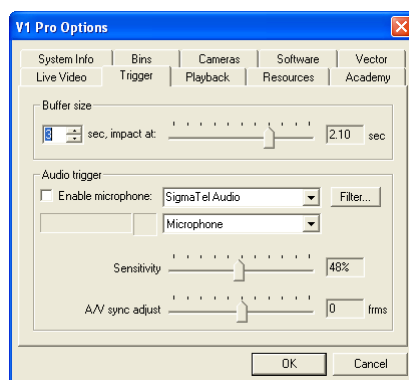 V1 Pro Options
System Info Bins Cameras Software Vector
Live Video Trigger Playback Resources Academy
Buffer size
3 sec, impact at: 2.10 sec
Audio trigger
Enable microphone: SigmaTel Audio Filter...
Microphone
Sensitivity 48%
A/V sync adjust 0 frms
OK Cancel